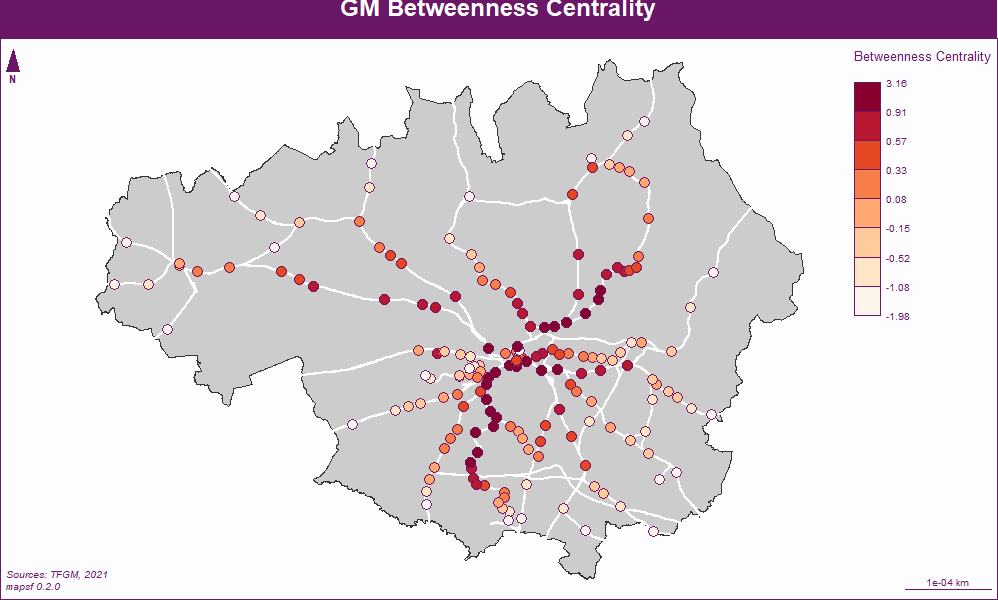 GM Betweenness Centrality
N
Betweenness Centrality
3.16
0.91
0.57
0.33
0.08
-0.15
-0.52
-1.08
-1.98
Sources: TFGM, 2021
mapsf 0.2.0
1e-04 km